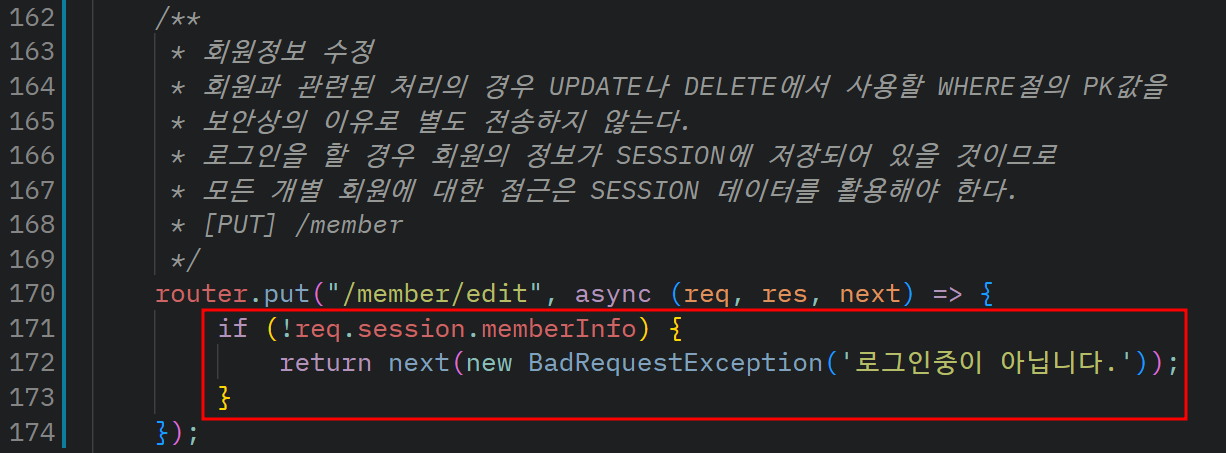 162 /**
163 * 회원정보 수정
164 * 회원과 관련된 처리의 경우 UPDATE나 DELETE에서 사용할 WHERE절의 PK값을
165 * 보안상의 이유로 별도 전송하지 않는다.
166 * 로그인을 할 경우 회원의 정보가 SESSION에 저장되어 있을 것이므로
167 * 모든 개별 회원에 대한 접근은 SESSION 데이터를 활용해야 한다.
168 * [PUT] /member
169 */
170 router.put("/member/edit", async (req, res, next) => {
171 if (!req.session.memberInfo) {
172 return next(new BadRequestException('로그인중이 아닙니다.'));
173 }
174 });